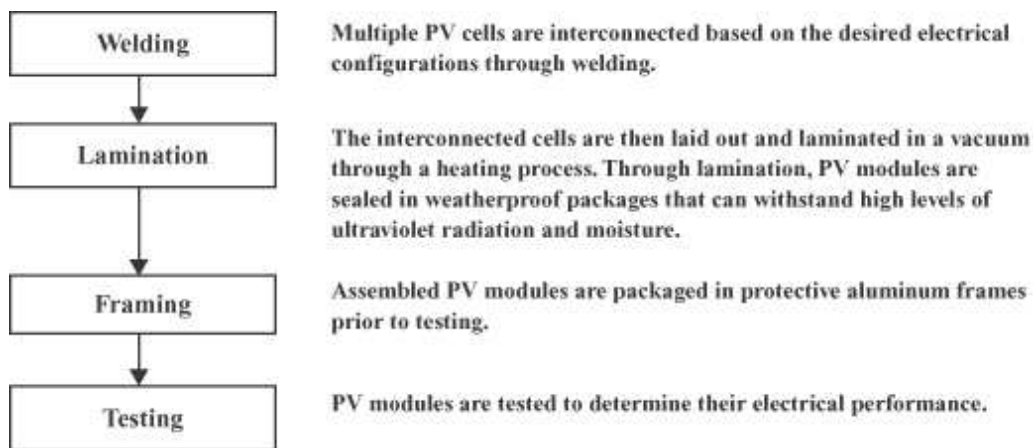 Welding
Multiple PV cells are interconnected based on the desired electrical
configurations through welding.
Lamination
The interconnected cells are then laid out and laminated in a vacuum
through a heating process. Through lamination, PV modules are
sealed in weatherproof packages that can withstand high levels of
ultraviolet radiation and moisture.
Framing
Assembled PV modules are packaged in protective aluminum frames
prior to testing.
Testing
PV modules are tested to determine their electrical performance.